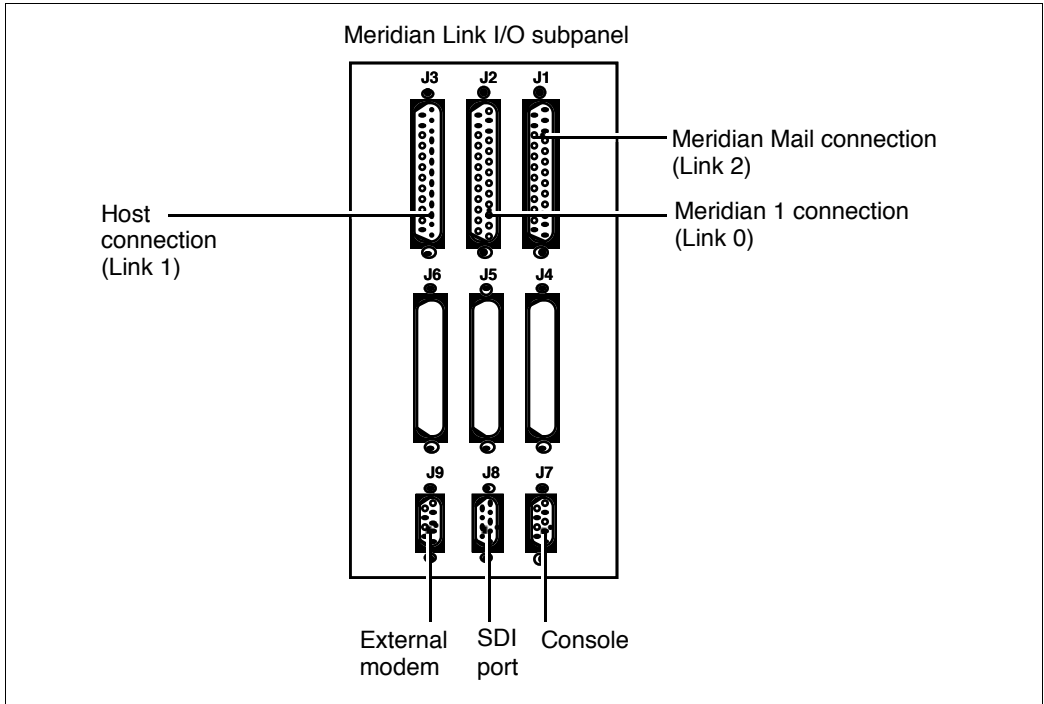 Meridian Link I/O subpanel
J3 J2 J1
Meridian Mail connection
(Link 2)
Host
connection
(Link 1)
Meridian 1 connection
(Link 0)
J6 J5 J4
J9 J8 J7
External
modem
SDI
port
Console